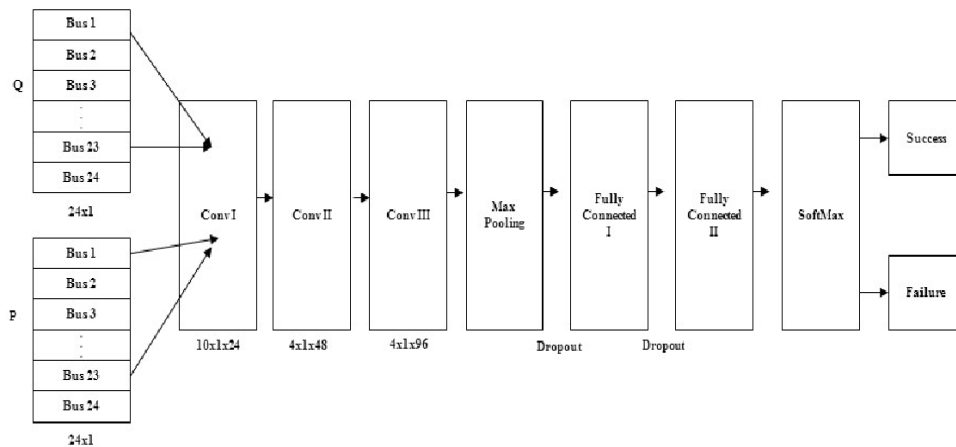 Q
Bus 1
Bus 2
Bus 3
⋮
Bus 23
Bus 24
24x1
P
Bus 1
Bus 2
Bus 3
⋮
Bus 23
Bus 24
24x1
Conv I
10x1x24
Conv II
4x1x48
Conv III
4x1x96
Max
Pooling
Dropout
Fully
Connected
I
Dropout
Fully
Connected
II
SoftMax
Success
Failure